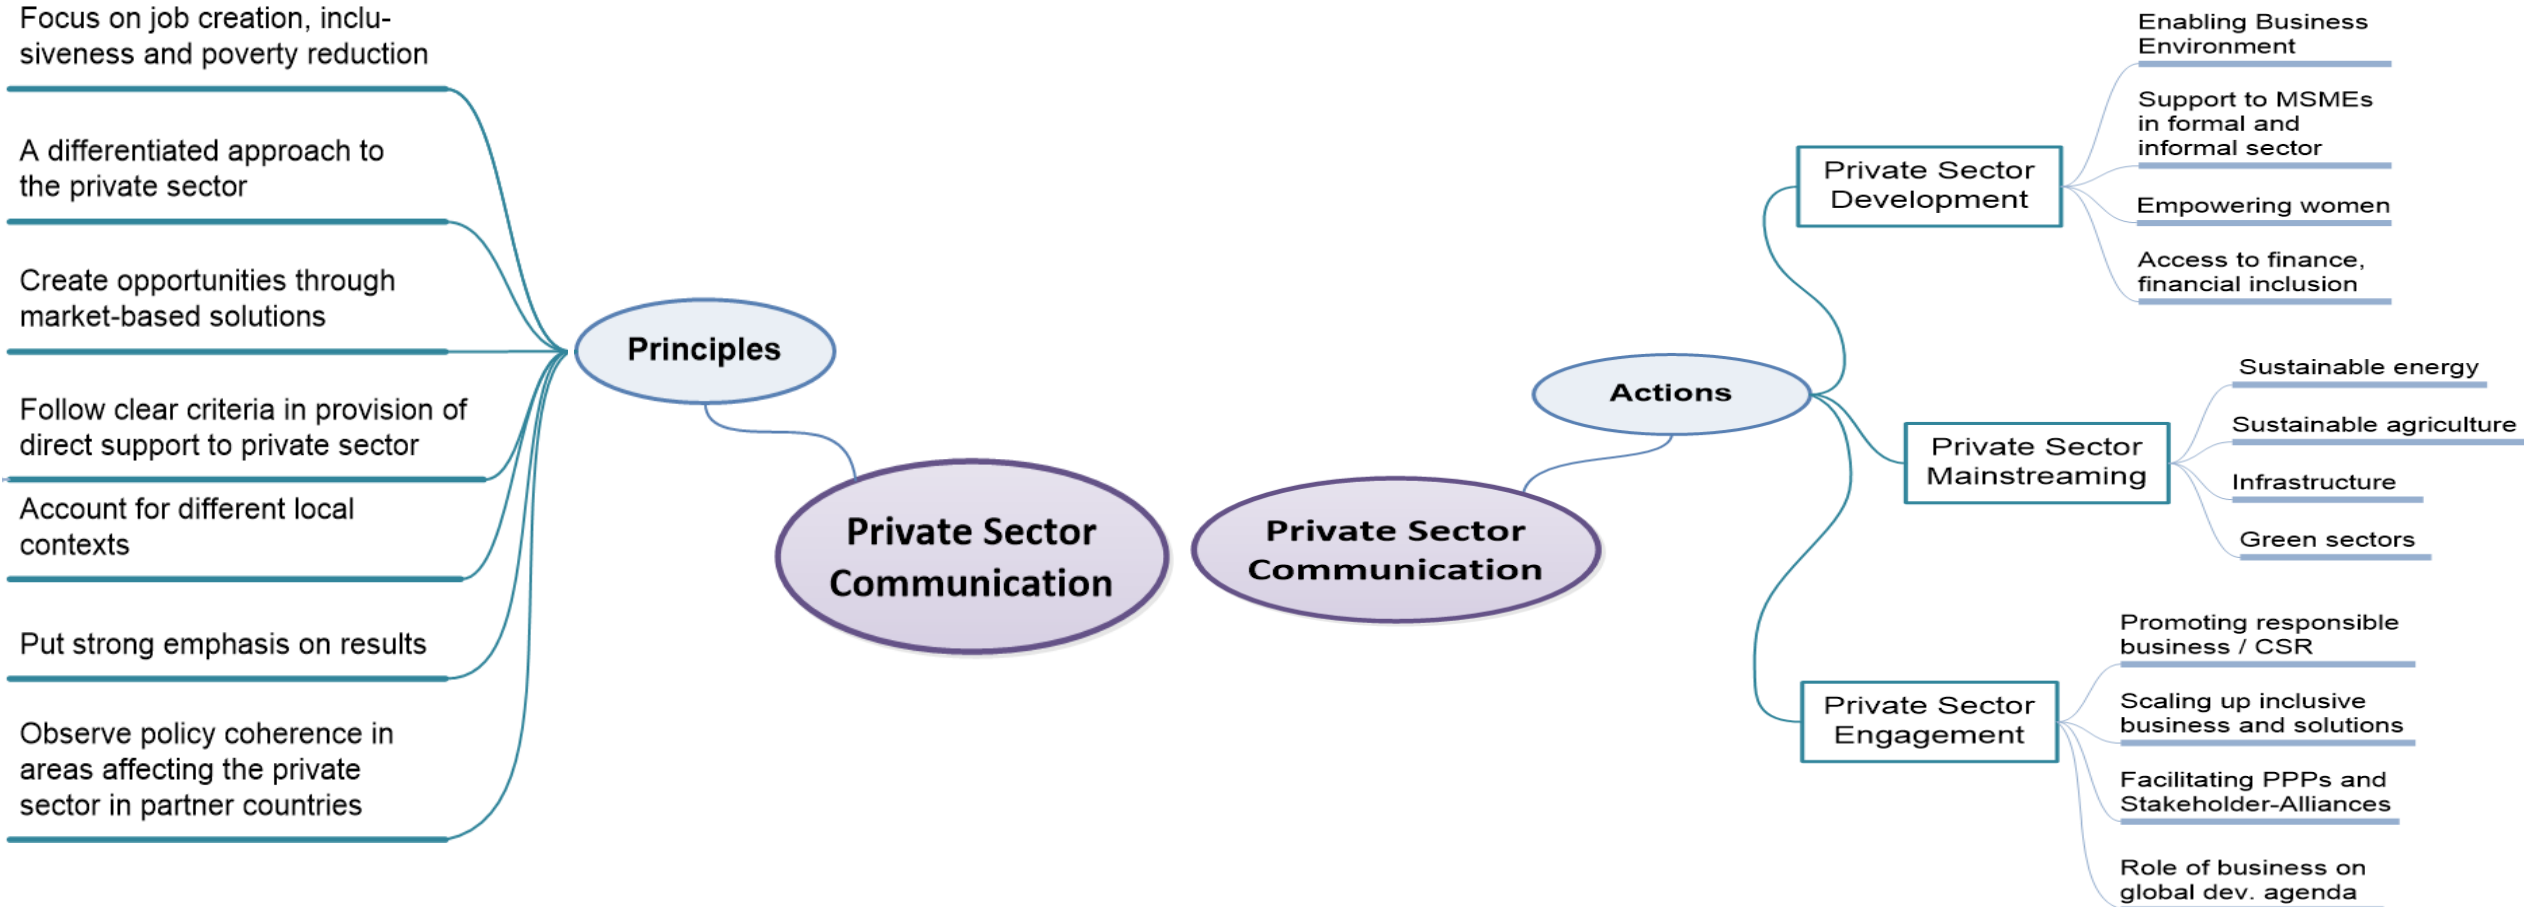 Focus on job creation, inclu-
siveness and poverty reduction
A differentiated approach to
the private sector
Create opportunities through
market-based solutions
Follow clear criteria in provision of
direct support to private sector
Account for different local
contexts
Put strong emphasis on results
Observe policy coherence in
areas affecting the private
sector in partner countries
Principles
Private Sector
Communication
Private Sector
Communication
Actions
Private Sector
Development
Enabling Business
Environment
Support to MSMEs
in formal and
informal sector
Empowering women
Access to finance,
financial inclusion
Private Sector
Mainstreaming
Sustainable energy
Sustainable agriculture
Infrastructure
Green sectors
Private Sector
Engagement
Promoting responsible
business / CSR
Scaling up inclusive
business and solutions
Facilitating PPPs and
Stakeholder-Alliances
Role of business on
global dev. agenda